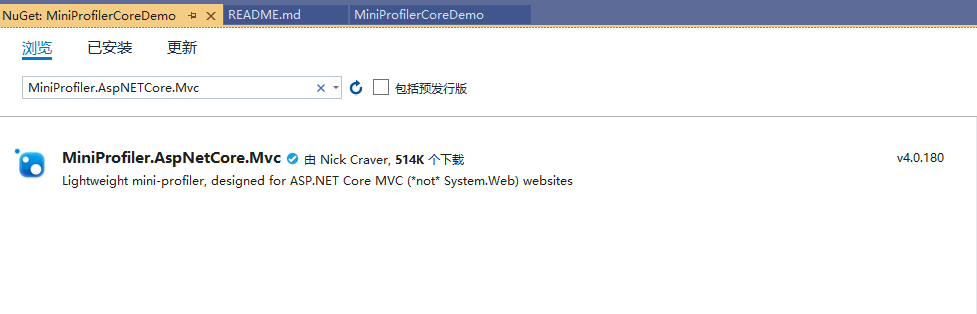 NuGet: MiniProfilerCoreDemo README.md MiniProfilerCoreDemo
浏览 已安装 更新
MiniProfiler.AspNETCore.Mvc 包括预发行版
MiniProfiler.AspNetCore.Mvc 由 Nick Craver, 514K 个下载 v4.0.180
Lightweight mini-profiler, designed for ASP.NET Core MVC (*not* System.Web) websites